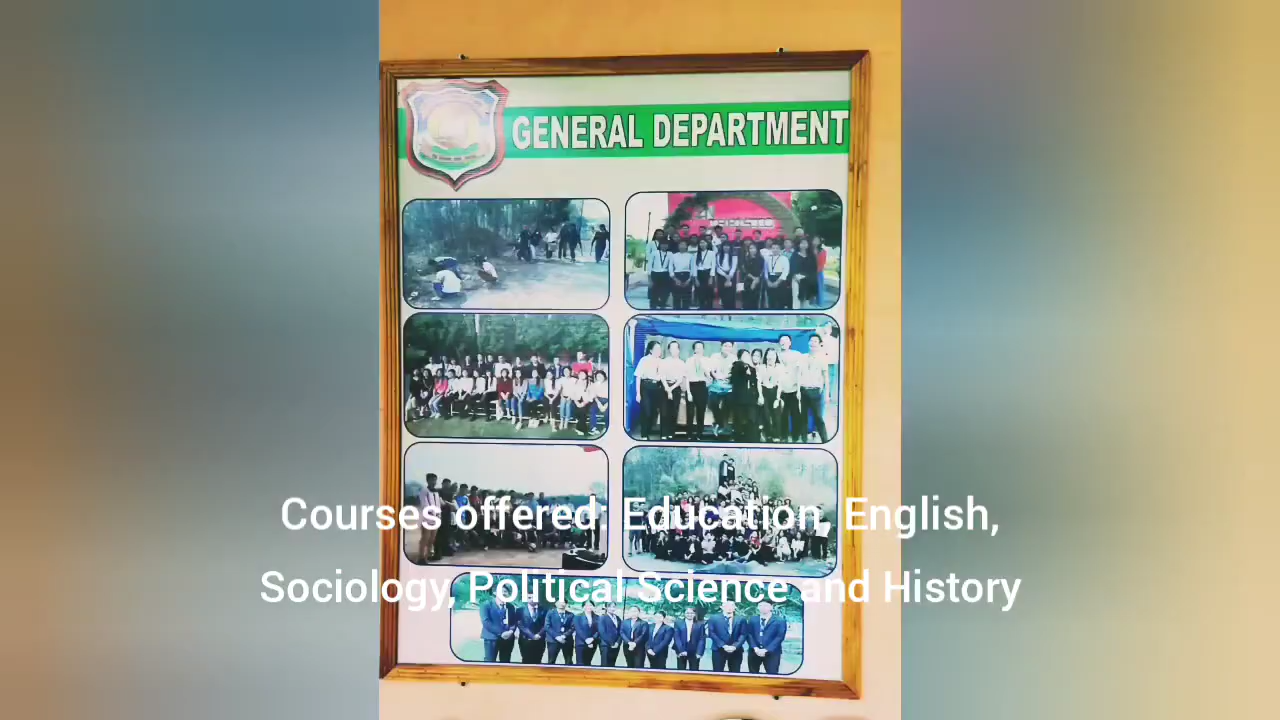 GENERAL DEPARTMENT
Courses offered: Education, English,
Sociology, Political Science and History